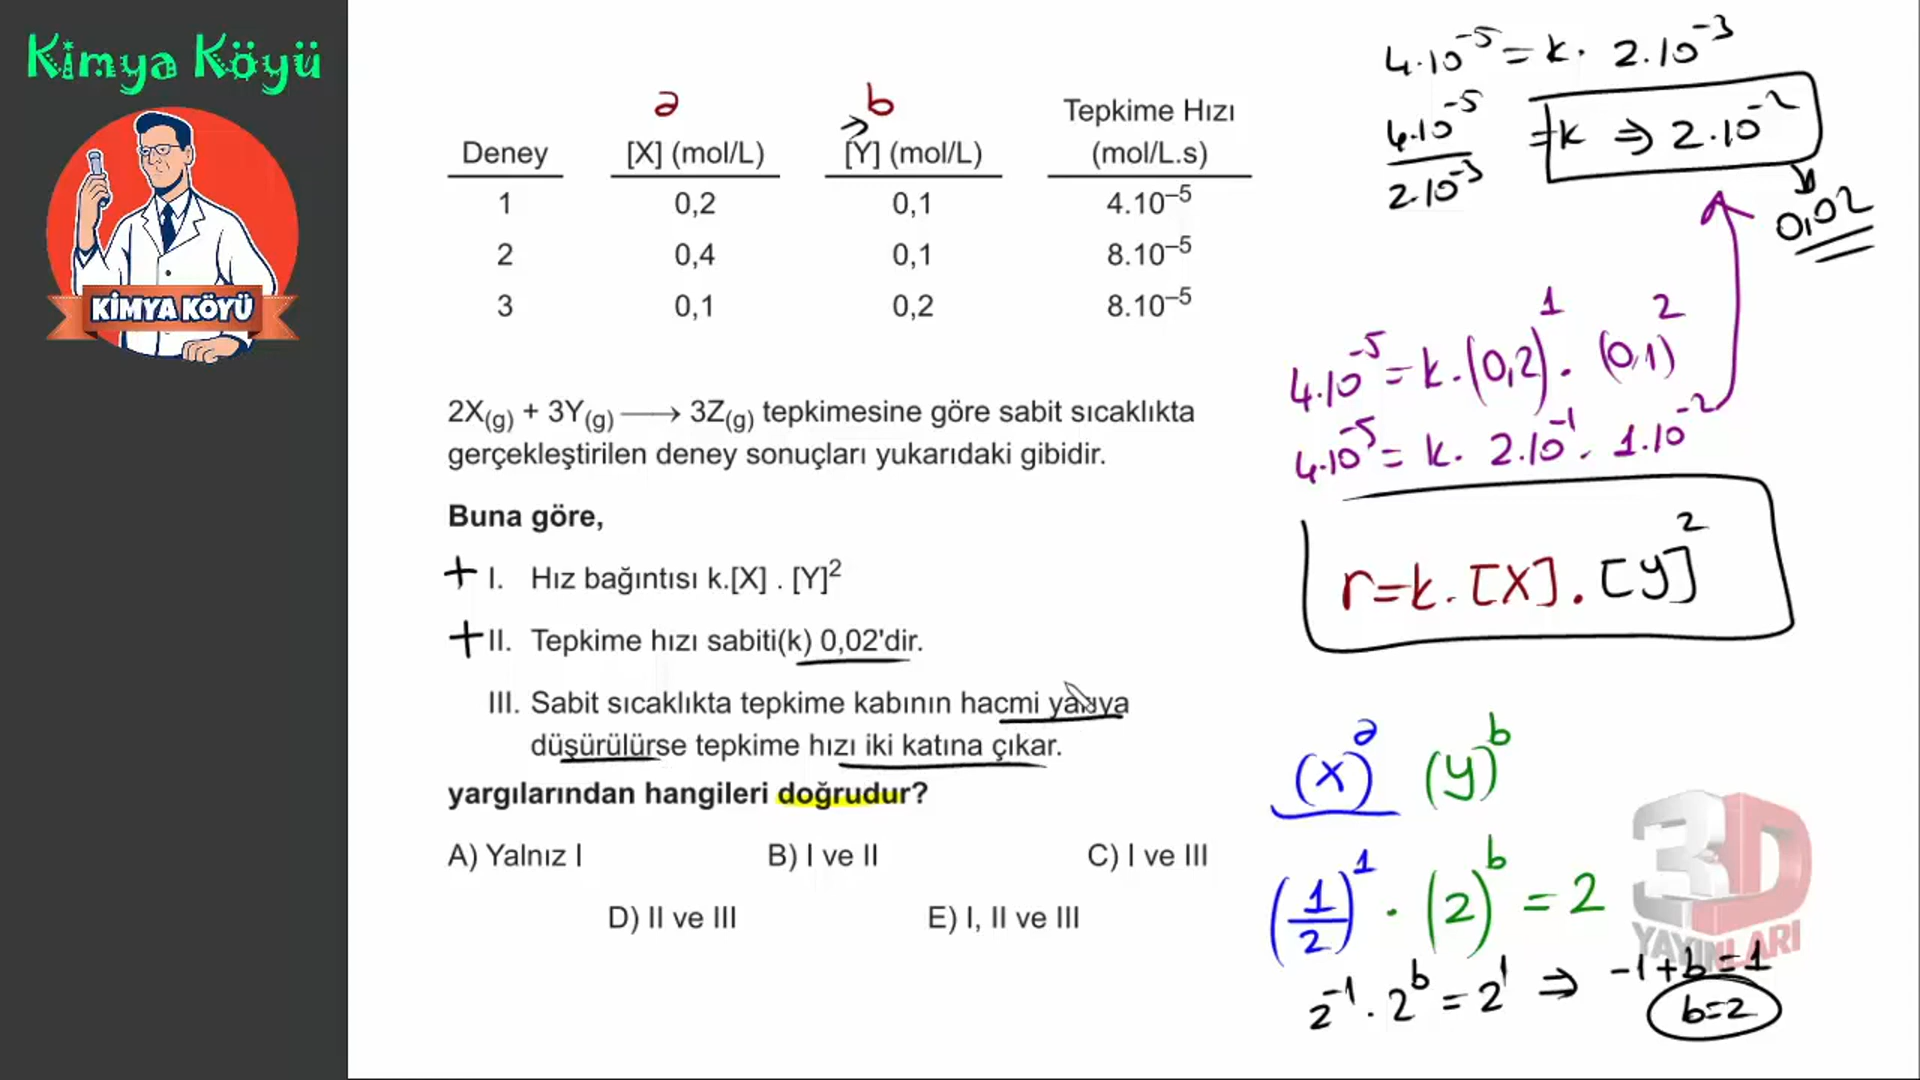 Kimya Köyü
KİMYA KÖYÜ
a b
Deney [X] (mol/L) [Y] (mol/L) Tepkime Hızı (mol/L.s)
1 0,2 0,1 4.10⁻⁵
2 0,4 0,1 8.10⁻⁵
3 0,1 0,2 8.10⁻⁵
2X(g) + 3Y(g) ⟶ 3Z(g) tepkimesine göre sabit sıcaklıkta
gerçekleştirilen deney sonuçları yukarıdaki gibidir.
Buna göre,
+ I. Hız bağıntısı k.[X] . [Y]²
+ II. Tepkime hızı sabiti(k) 0,02'dir.
III. Sabit sıcaklıkta tepkime kabının hacmi yarıya
düşürülürse tepkime hızı iki katına çıkar.
yargılarından hangileri doğrudur?
A) Yalnız I B) I ve II C) I ve III
D) II ve III E) I, II ve III
4.10⁻⁵ = k. 2.10⁻³
4.10⁻⁵ / 2.10⁻³ = k ⇒ 2.10⁻²
0,02
4.10⁻⁵ = k.(0,2)¹ . (0,1)²
4.10⁻⁵ = k. 2.10⁻¹ . 1.10⁻²
r = k. [X] . [Y]²
(x)ᵃ (y)ᵇ
(1/2)¹ . (2)ᵇ = 2
2⁻¹ . 2ᵇ = 2¹ ⇒ -1+b=1
b=2
3D
YAYINLARI